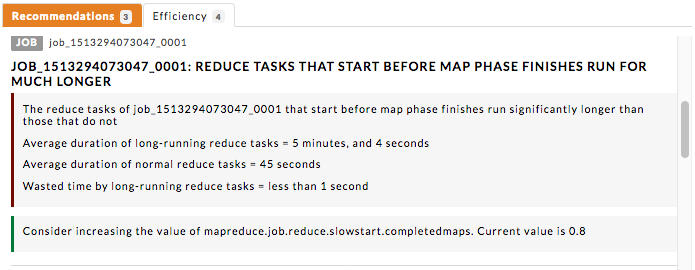 Recommendations 3 Efficiency 4
JOB job_1513294073047_0001
JOB_1513294073047_0001: REDUCE TASKS THAT START BEFORE MAP PHASE FINISHES RUN FOR
MUCH LONGER
The reduce tasks of job_1513294073047_0001 that start before map phase finishes run significantly longer than
those that do not
Average duration of long-running reduce tasks = 5 minutes, and 4 seconds
Average duration of normal reduce tasks = 45 seconds
Wasted time by long-running reduce tasks = less than 1 second
Consider increasing the value of mapreduce.job.reduce.slowstart.completedmaps. Current value is 0.8